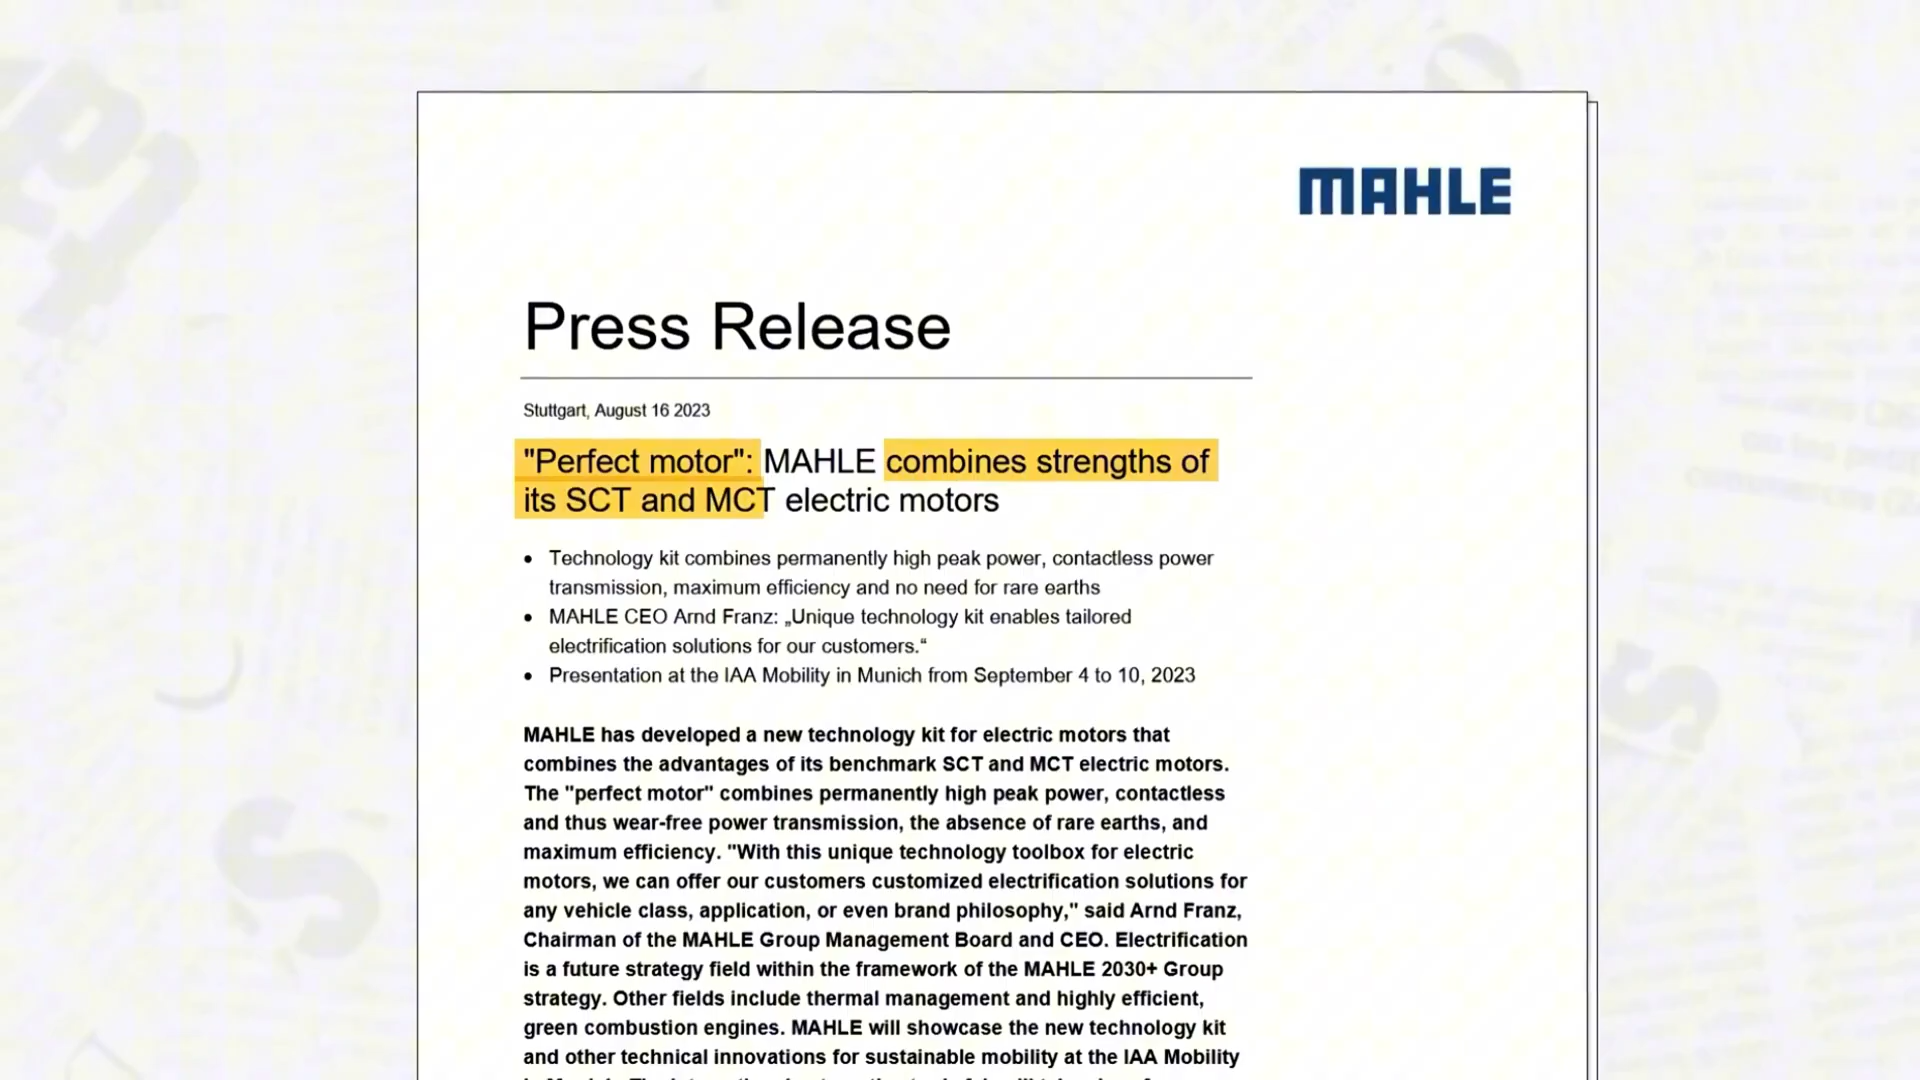 MAHLE
Press Release
Stuttgart, August 16 2023
"Perfect motor": MAHLE combines strengths of
its SCT and MCT electric motors
• Technology kit combines permanently high peak power, contactless power
transmission, maximum efficiency and no need for rare earths
• MAHLE CEO Arnd Franz: „Unique technology kit enables tailored
electrification solutions for our customers.“
• Presentation at the IAA Mobility in Munich from September 4 to 10, 2023
MAHLE has developed a new technology kit for electric motors that
combines the advantages of its benchmark SCT and MCT electric motors.
The "perfect motor" combines permanently high peak power, contactless
and thus wear-free power transmission, the absence of rare earths, and
maximum efficiency. "With this unique technology toolbox for electric
motors, we can offer our customers customized electrification solutions for
any vehicle class, application, or even brand philosophy," said Arnd Franz,
Chairman of the MAHLE Group Management Board and CEO. Electrification
is a future strategy field within the framework of the MAHLE 2030+ Group
strategy. Other fields include thermal management and highly efficient,
green combustion engines. MAHLE will showcase the new technology kit
and other technical innovations for sustainable mobility at the IAA Mobility